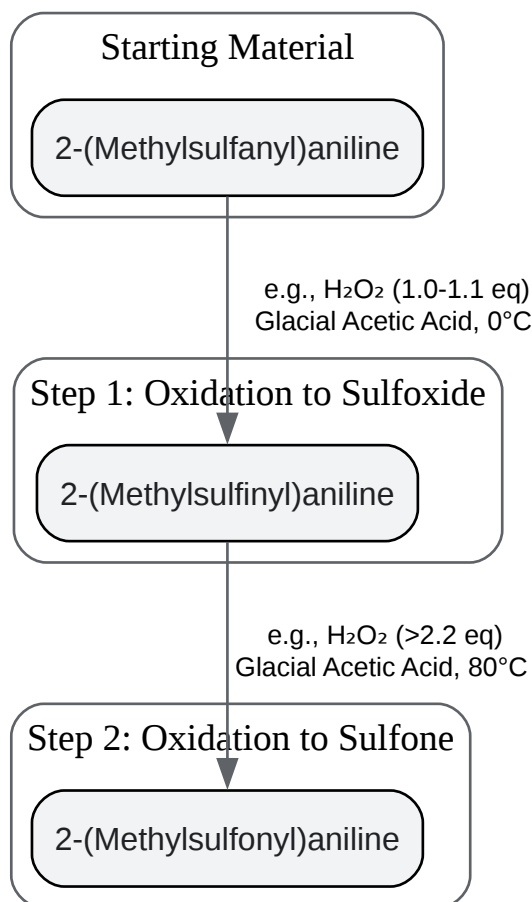 Starting Material
2-(Methylsulfanyl)aniline
e.g., H₂O₂ (1.0-1.1 eq)
Glacial Acetic Acid, 0°C
Step 1: Oxidation to Sulfoxide
2-(Methylsulfinyl)aniline
e.g., H₂O₂ (>2.2 eq)
Glacial Acetic Acid, 80°C
Step 2: Oxidation to Sulfone
2-(Methylsulfonyl)aniline